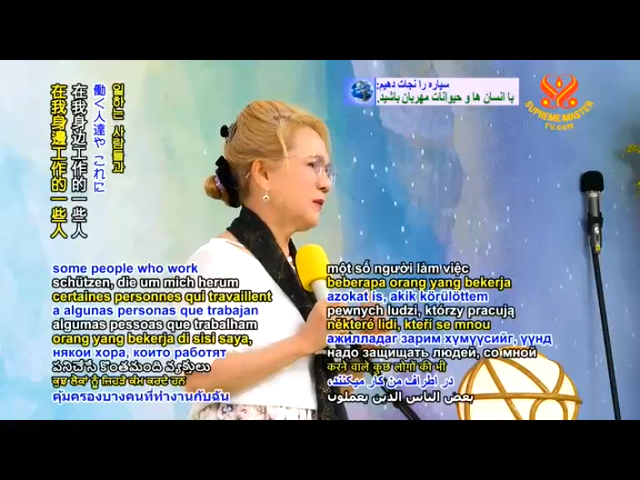 سیاره را نجات دهیم:
با انسان ها و حیوانات مهربان باشید.
SUPREME MASTER
TV.com
일하는 사람들과
働く人達や これに
在我身边工作的一些人
在我身邊工作的一些人
some people who work
schützen, die um mich herum
certaines personnes qui travaillent
a algunas personas que trabajan
algumas pessoas que trabalham
orang yang bekerja di sisi saya,
някои хора, които работят
పనిచేసే కొంతమంది వ్యక్తులు
ਕੁਝ ਲੋਕਾਂ ਨੂੰ ਜਿਹੜੇ ਕੰਮ ਕਰਦੇ ਹਨ
คุ้มครองบางคนที่ทำงานกับฉัน
một số người làm việc
beberapa orang yang bekerja
azokat is, akik körülöttem
pewnych ludzi, którzy pracują
některé lidi, kteří se mnou
ажилладаг зарим хүмүүсийг, үүнд
надо защищать людей, со мной
करने वाले कुछ लोगों की भी
در اطراف من کار میکنند،
بعض الناس الذين يعملون